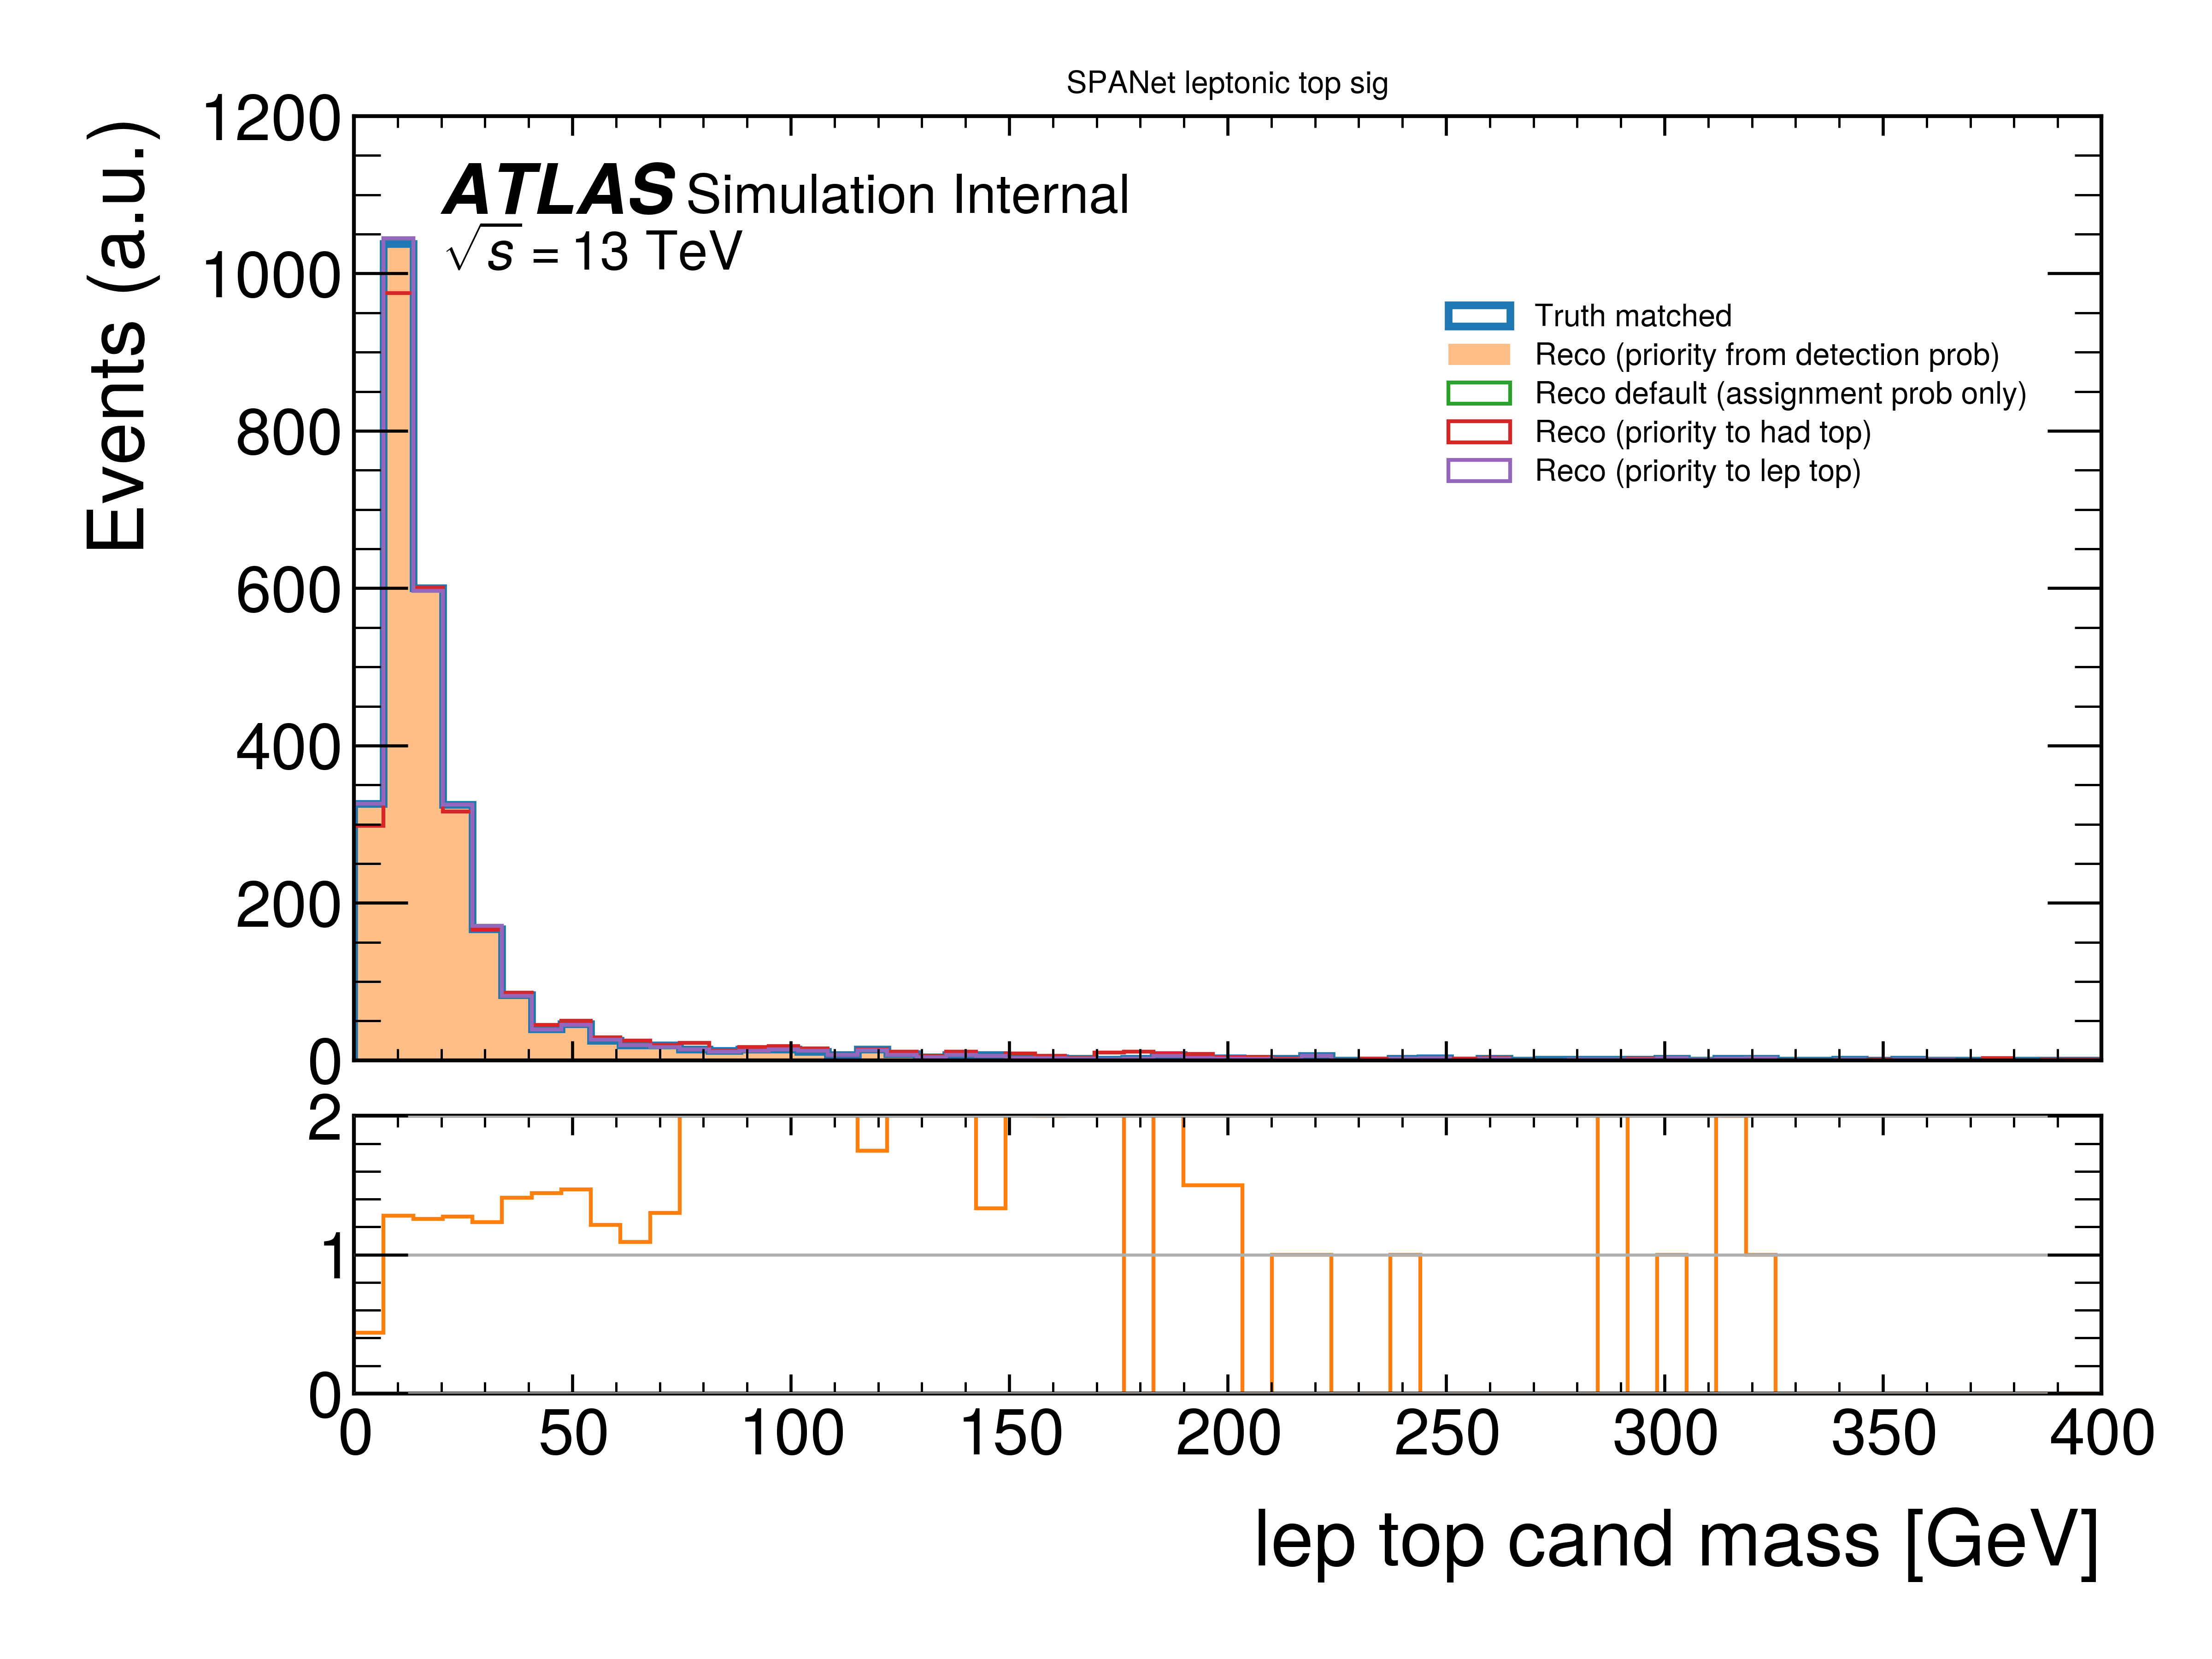 SPANet leptonic top sig
1200
ATLAS Simulation Internal
√s = 13 TeV
1000
800
600
400
200
0
Events (a.u.)
Truth matched
Reco (priority from detection prob)
Reco default (assignment prob only)
Reco (priority to had top)
Reco (priority to lep top)
2
1
0
0 50 100 150 200 250 300 350 400
lep top cand mass [GeV]